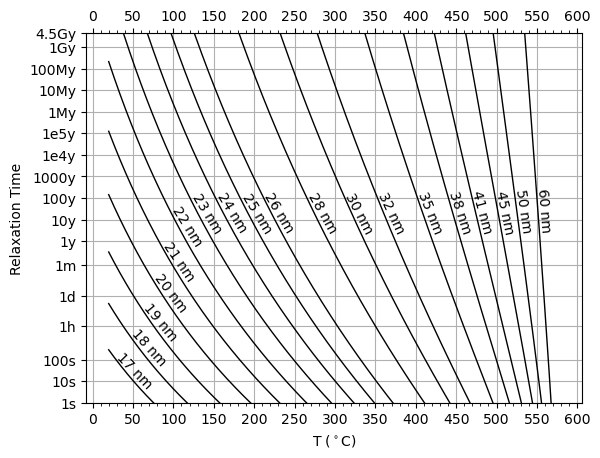 0 50 100 150 200 250 300 350 400 450 500 550 600
4.5Gy
1Gy
100My
10My
1My
1e5y
1e4y
1000y
100y
10y
1y
1m
1d
1h
100s
10s
1s
Relaxation Time
17 nm
18 nm
19 nm
20 nm
21 nm
22 nm
23 nm
24 nm
25 nm
26 nm
28 nm
30 nm
32 nm
35 nm
38 nm
41 nm
45 nm
50 nm
60 nm
0 50 100 150 200 250 300 350 400 450 500 550 600
T (°C)